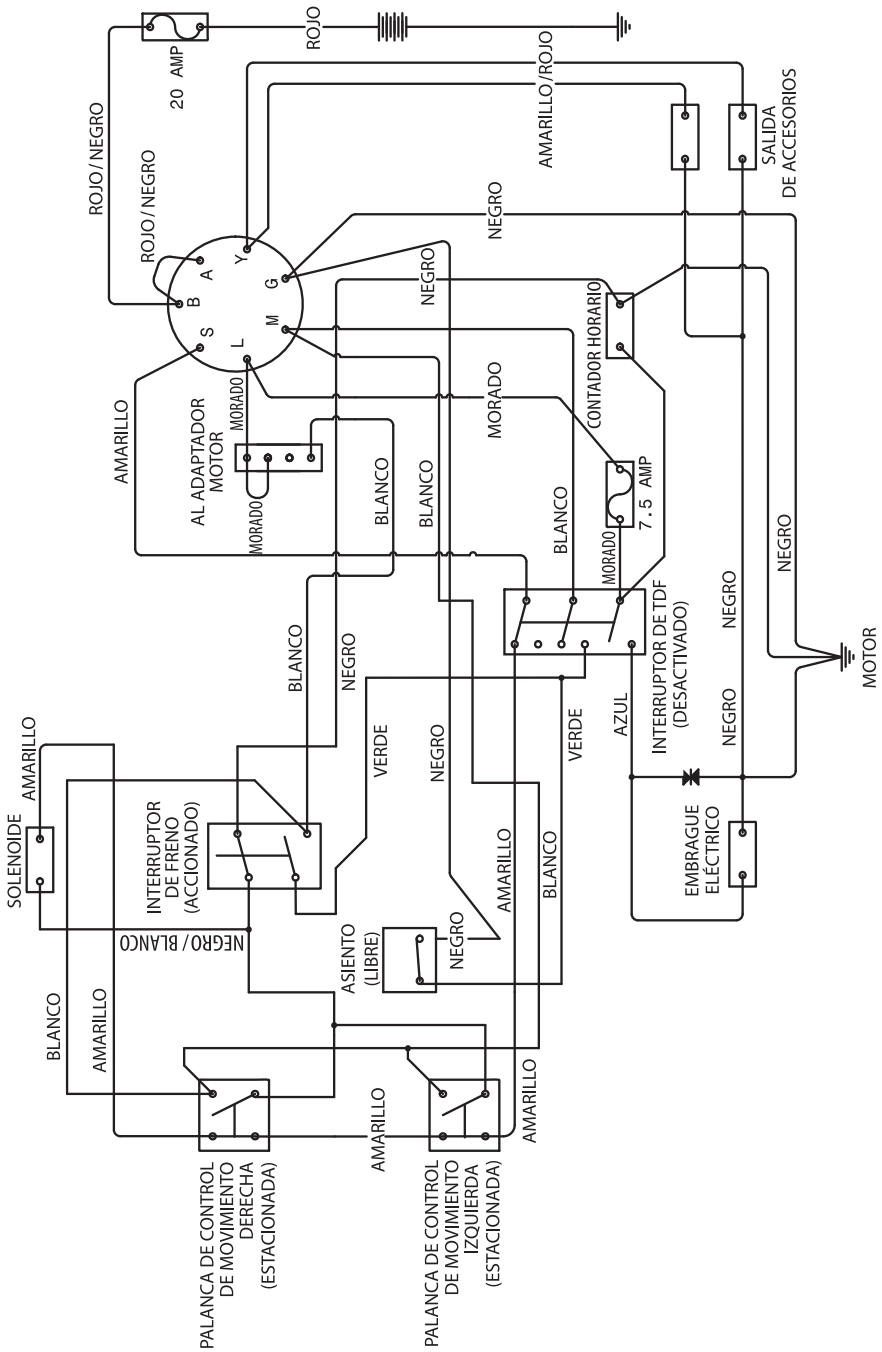 SOLENOIDE
AMARILLO
BLANCO
AMARILLO
NEGRO / BLANCO
INTERRUPTOR
DE FRENO
(ACCIONADO)
PALANCA DE CONTROL
DE MOVIMIENTO
DERECHA
(ESTACIONADA)
AMARILLO
PALANCA DE CONTROL
DE MOVIMIENTO
IZQUIERDA
(ESTACIONADA)
AMARILLO
ASIENTO
(LIBRE)
NEGRO
VERDE
NEGRO
AMARILLO
BLANCO
BLANCO
NEGRO
VERDE
AZUL
EMBRAGUE
ELÉCTRICO
NEGRO
INTERRUPTOR DE TDF
(DESACTIVADO)
MOTOR
NEGRO
NEGRO
AMARILLO
AL ADAPTADOR
MOTOR
MORADO
MORADO
BLANCO
BLANCO
MORADO
BLANCO
MORADO
7.5 AMP
CONTADOR HORARIO
NEGRO
NEGRO
S
B
A
L
Y
M
G
ROJO / NEGRO
ROJO / NEGRO
20 AMP
ROJO
AMARILLO / ROJO
SALIDA
DE ACCESORIOS